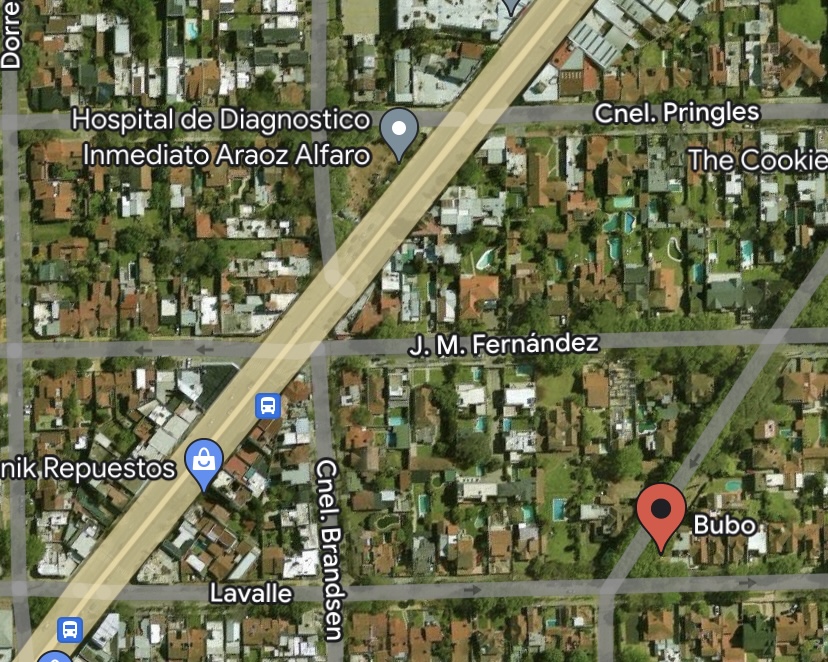 Dorre
Hospital de Diagnostico
Inmediato Araoz Alfaro
Cnel. Pringles
The Cookie
J. M. Fernández
nik Repuestos
Cnel. Brandsen
Bubo
Lavalle